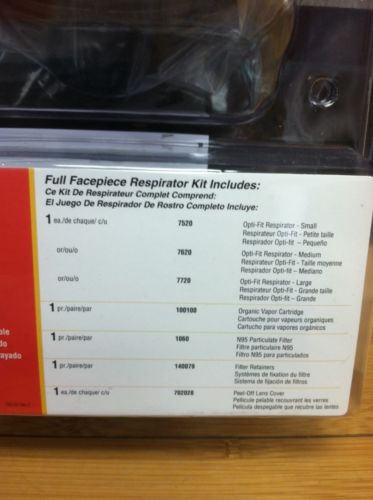 Full Facepiece Respirator Kit Includes:
Ce Kit De Respirateur Complet Comprend:
El Juego De Respirador De Rostro Completo Incluye:
1 ea./de chaque/ c/u 7520 Opti-Fit Respirator - Small
Respirateur Opti-Fit - Petite taille
Respirador Opti-fit – Pequeño
or/ou/o 7620 Opti-Fit Respirator - Medium
Respirateur Opti-Fit - Taille moyenne
Respirador Opti-fit – Mediano
or/ou/o 7720 Opti-Fit Respirator - Large
Respirateur Opti-Fit - Grande taille
Respirador Opti-fit – Grande
1 pr./paire/par 100100 Organic Vapor Cartridge
Cartouche pour vapeurs organiques
Cartucho para vapores orgánicos
1 pr./paire/par 1060 N95 Particulate Filter
Filtre particulaire N95
Filtro N95 para particulados
1 pr./paire/par 140079 Filter Retainers
Systèmes de fixation du filtre
Sistema de fijación de filtros
1 ea./de chaque/ c/u 702028 Peel-Off Lens Cover
Pellicule pelable recouvrant les verres
Película despegable que recubre las lentes
ble
do
rayado